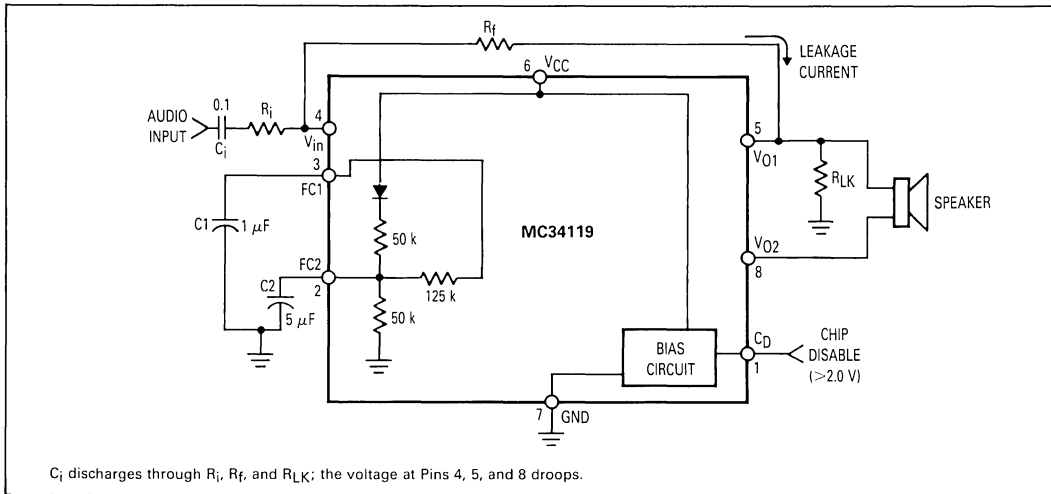 Rf
LEAKAGE
CURRENT
6 VCC
0.1
Ri
4
AUDIO
INPUT
Ci
Vin
5
VO1
3
FC1
RLK
SPEAKER
C1
1 μF
50 k
MC34119
FC2
2
125 k
VO2
8
C2
5 μF
50 k
BIAS
CIRCUIT
CD
1
CHIP
DISABLE
(>2.0 V)
7 GND
Ci discharges through Ri, Rf, and RLK; the voltage at Pins 4, 5, and 8 droops.